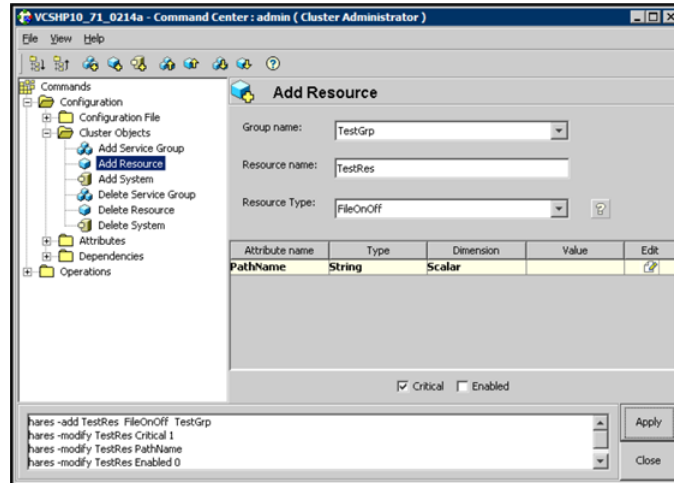 VCSHP10_71_0214a - Command Center : admin ( Cluster Administrator )
File View Help
Commands
Configuration
Configuration File
Cluster Objects
Add Service Group
Add Resource
Add System
Delete Service Group
Delete Resource
Delete System
Attributes
Dependencies
Operations
Add Resource
Group name: TestGrp
Resource name: TestRes
Resource Type: FileOnOff
Attribute name Type Dimension Value Edit
PathName String Scalar
Critical Enabled
hares -add TestRes FileOnOff TestGrp
hares -modify TestRes Critical 1
hares -modify TestRes PathName
hares -modify TestRes Enabled 0
Apply
Close